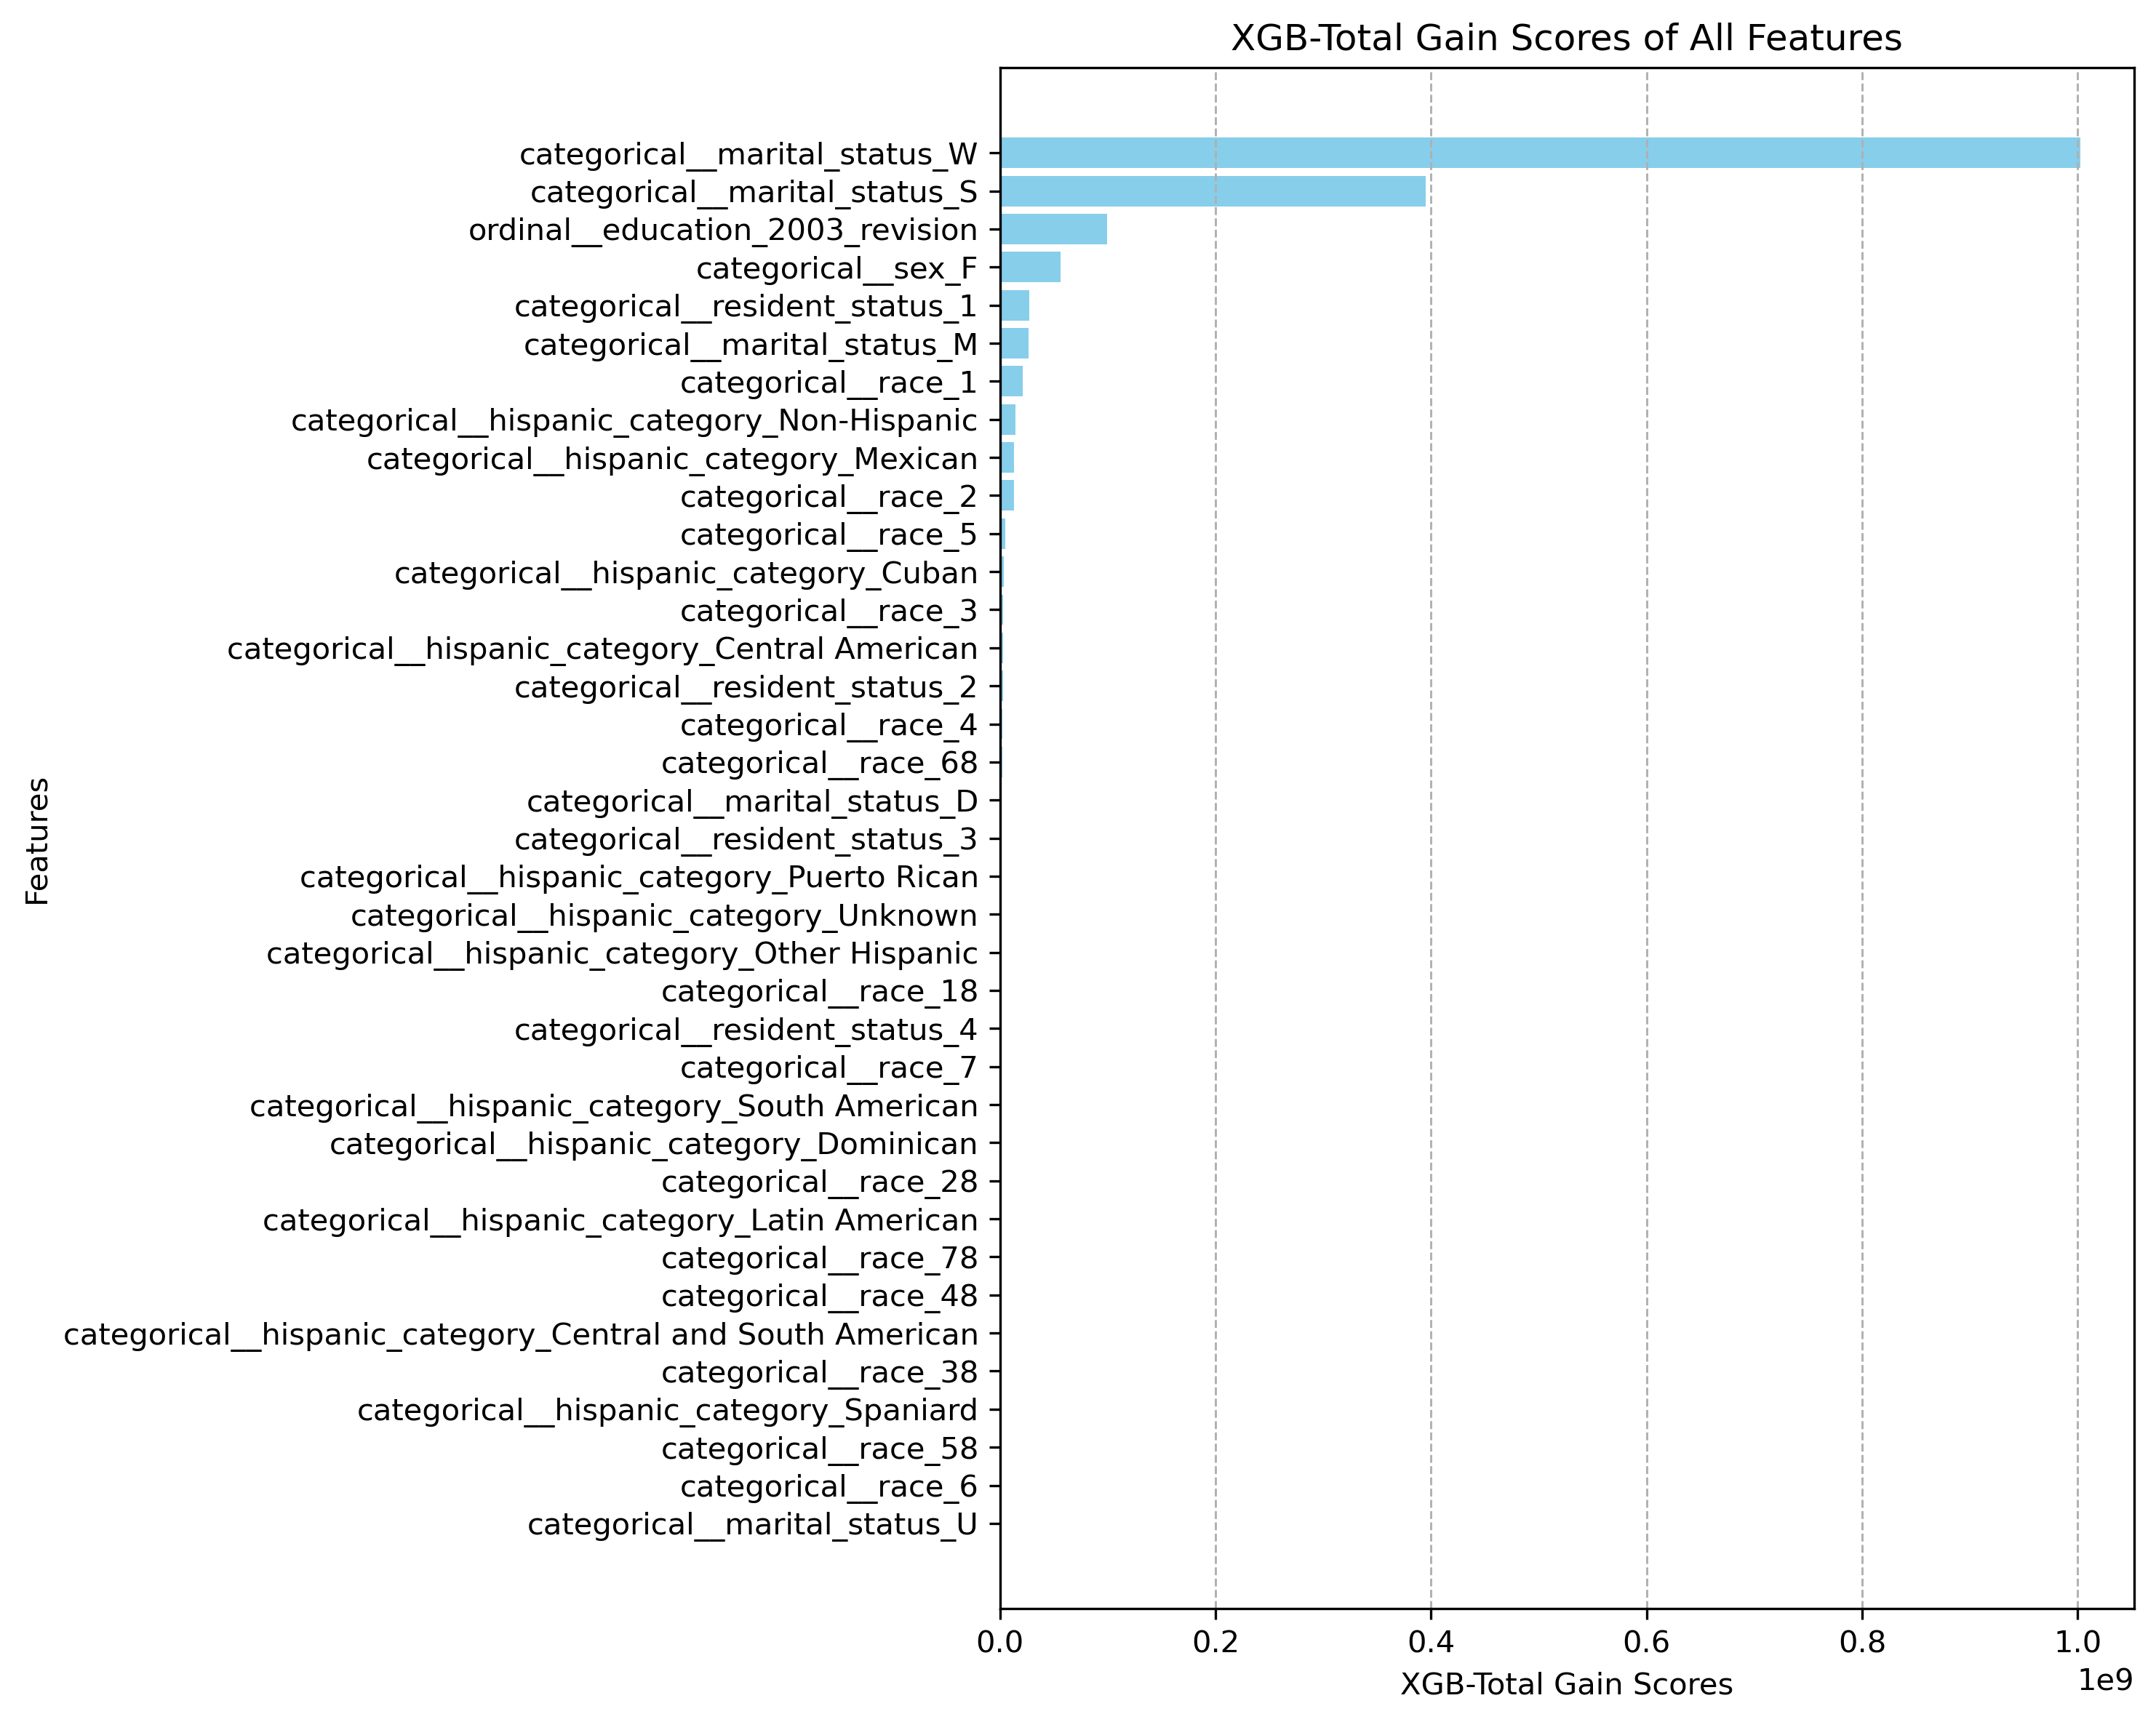 XGB-Total Gain Scores of All Features
categorical__marital_status_W
categorical__marital_status_S
ordinal__education_2003_revision
categorical__sex_F
categorical__resident_status_1
categorical__marital_status_M
categorical__race_1
categorical__hispanic_category_Non-Hispanic
categorical__hispanic_category_Mexican
categorical__race_2
categorical__race_5
categorical__hispanic_category_Cuban
categorical__race_3
categorical__hispanic_category_Central American
categorical__resident_status_2
categorical__race_4
categorical__race_68
categorical__marital_status_D
categorical__resident_status_3
categorical__hispanic_category_Puerto Rican
categorical__hispanic_category_Unknown
categorical__hispanic_category_Other Hispanic
categorical__race_18
categorical__resident_status_4
categorical__race_7
categorical__hispanic_category_South American
categorical__hispanic_category_Dominican
categorical__race_28
categorical__hispanic_category_Latin American
categorical__race_78
categorical__race_48
categorical__hispanic_category_Central and South American
categorical__race_38
categorical__hispanic_category_Spaniard
categorical__race_58
categorical__race_6
categorical__marital_status_U
Features
0.0 0.2 0.4 0.6 0.8 1.0
1e9
XGB-Total Gain Scores